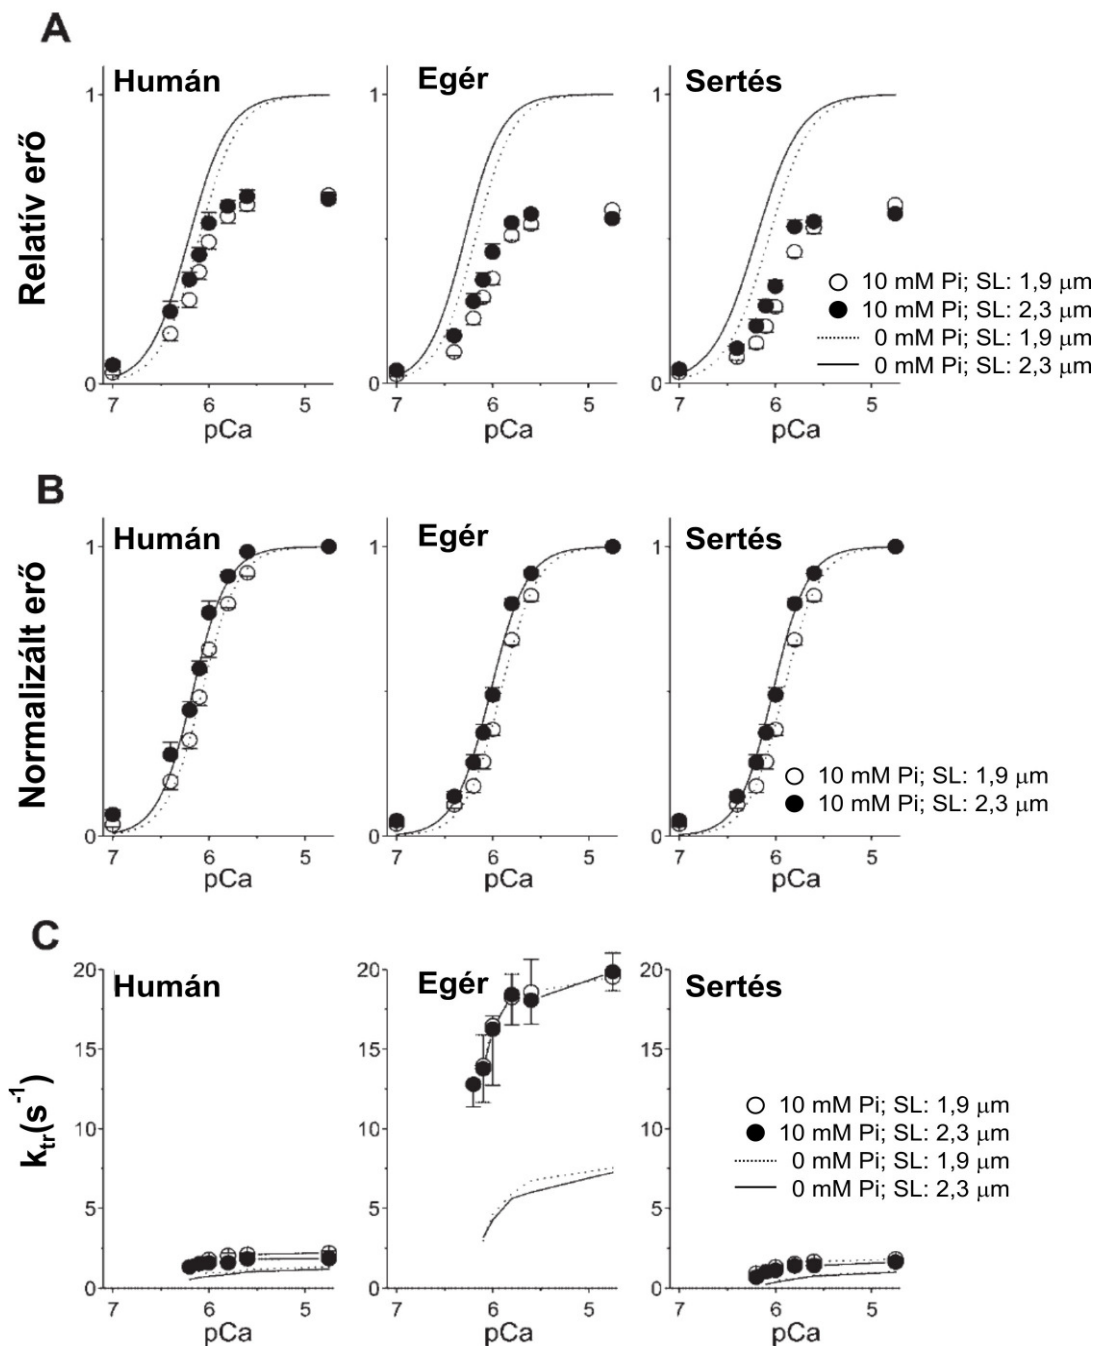 A
Humán
Egér
Sertés
Relatív erő
1
0
7 6 5
pCa
1
0
7 6 5
pCa
1
0
7 6 5
pCa
10 mM Pi; SL: 1,9 μm
10 mM Pi; SL: 2,3 μm
0 mM Pi; SL: 1,9 μm
0 mM Pi; SL: 2,3 μm
B
Humán
Egér
Sertés
Normalizált erő
1
0
7 6 5
pCa
1
0
7 6 5
pCa
1
0
7 6 5
pCa
10 mM Pi; SL: 1,9 μm
10 mM Pi; SL: 2,3 μm
C
Humán
Egér
Sertés
ktr(s-1)
20
15
10
5
0
7 6 5
pCa
20
15
10
5
0
7 6 5
pCa
20
15
10
5
0
7 6 5
pCa
10 mM Pi; SL: 1,9 μm
10 mM Pi; SL: 2,3 μm
0 mM Pi; SL: 1,9 μm
0 mM Pi; SL: 2,3 μm